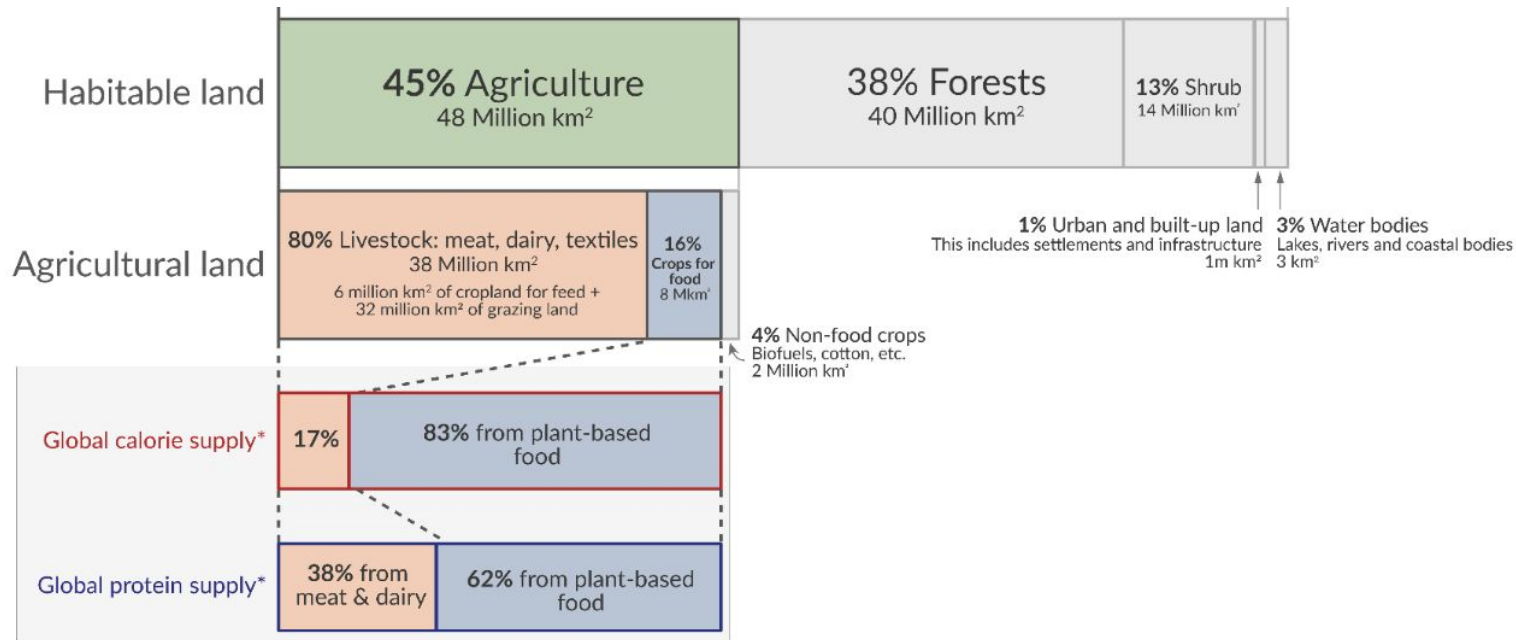 Habitable land
45% Agriculture
48 Million km²
38% Forests
40 Million km²
13% Shrub
14 Million km²
1% Urban and built-up land
This includes settlements and infrastructure
1m km²
3% Water bodies
Lakes, rivers and coastal bodies
3 km²
Agricultural land
80% Livestock: meat, dairy, textiles
38 Million km²
6 million km² of cropland for feed +
32 million km² of grazing land
16%
Crops for
food
8 Mkm²
4% Non-food crops
Biofuels, cotton, etc.
2 Million km²
Global calorie supply*
17%
83% from plant-based
food
Global protein supply*
38% from
meat & dairy
62% from plant-based
food